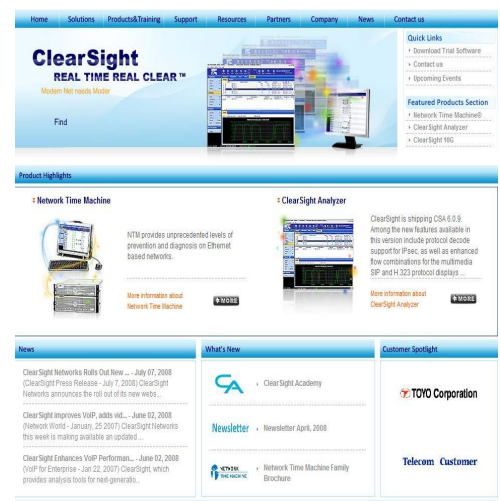 Home Solutions Products&Training Support Resources Partners Company News Contact us
ClearSight
REAL TIME REAL CLEAR™
Modern Net needs Moder
Find
Quick Links
Download Trial Software
Contact us
Upcoming Events
Featured Products Section
Network Time Machine®
ClearSight Analyzer
ClearSight 10G
Product Highlights
Network Time Machine
NTM provides unprecedented levels of
prevention and diagnosis on Ethernet
based networks.
More information about
Network Time Machine
MORE
ClearSight Analyzer
ClearSight is shipping CSA 6.0.9.
Among the new features available in
this version include protocol decode
support for IPsec, as well as enhanced
flow combinations for the multimedia
SIP and H.323 protocol displays ...
More information about
ClearSight Analyzer
MORE
News
ClearSight Networks Rolls Out New ... - July 07, 2008
(ClearSight Press Release - July 7, 2008) ClearSight
Networks announces the roll out of its new webs...
ClearSight improves VoIP, adds vid... - June 02, 2008
(Network World - January, 25 2007) ClearSight Networks
this week is making available an updated ...
ClearSight Enhances VoIP Performan... - June 02, 2008
(VoIP for Enterprise - Jan 22, 2007) ClearSight, which
provides analysis tools for next-generatio...
What's New
CA
ClearSight Academy
Newsletter
Newsletter April, 2008
NETWORK
TIME MACHINE
Network Time Machine Family
Brochure
Customer Spotlight
TOYO Corporation
Telecom Customer